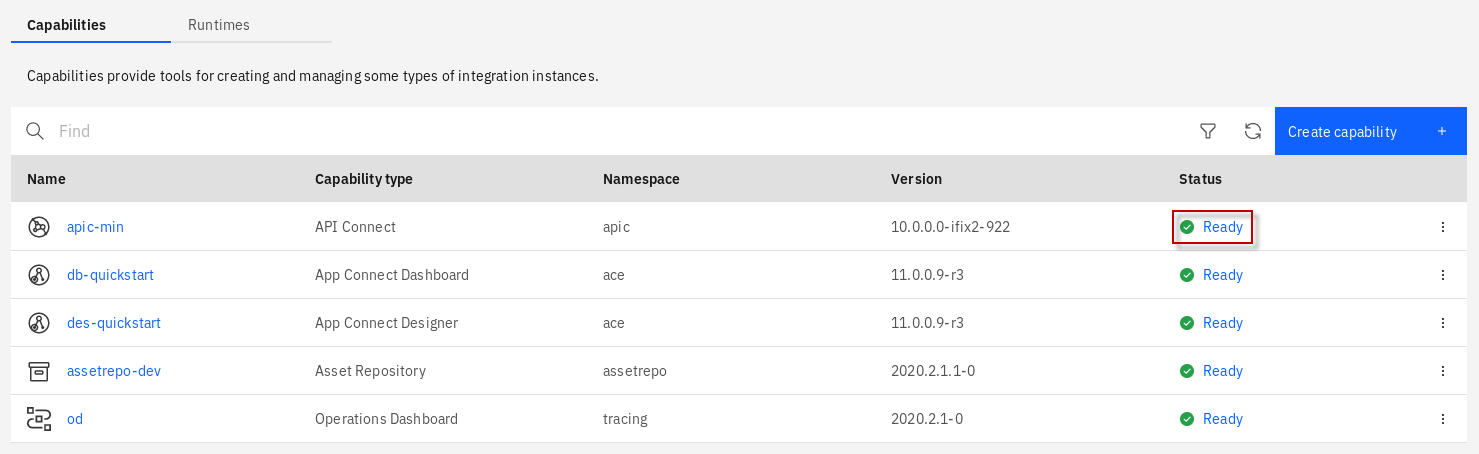 Capabilities Runtimes
Capabilities provide tools for creating and managing some types of integration instances.
Find Create capability +
Name Capability type Namespace Version Status
apic-min API Connect apic 10.0.0.0-ifix2-922 Ready
db-quickstart App Connect Dashboard ace 11.0.0.9-r3 Ready
des-quickstart App Connect Designer ace 11.0.0.9-r3 Ready
assetrepo-dev Asset Repository assetrepo 2020.2.1.1-0 Ready
od Operations Dashboard tracing 2020.2.1-0 Ready